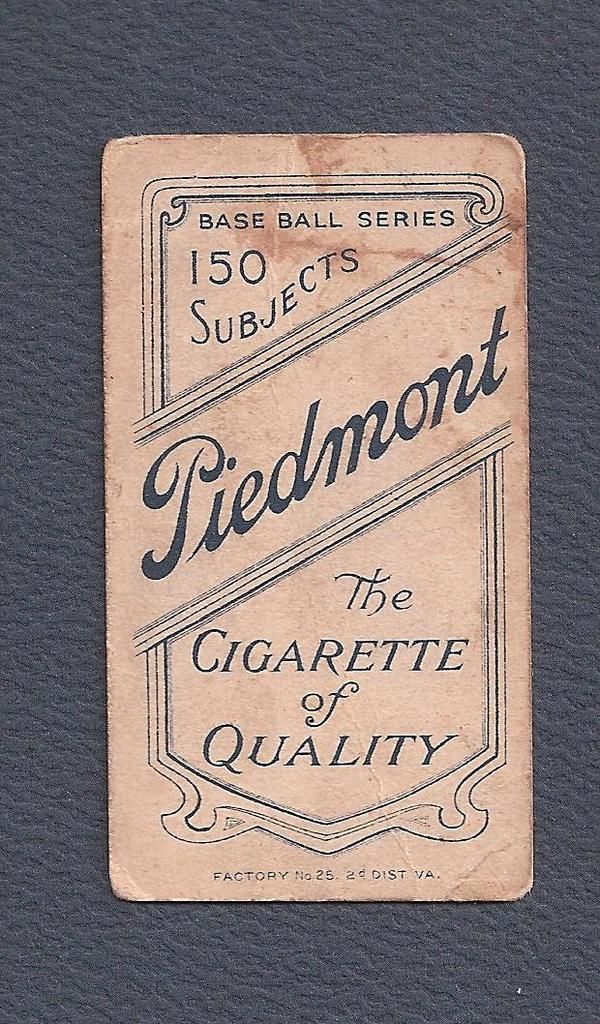 BASE BALL SERIES
150
SUBJECTS
Piedmont
The
CIGARETTE
of
QUALITY
FACTORY No. 25. 2d DIST VA.